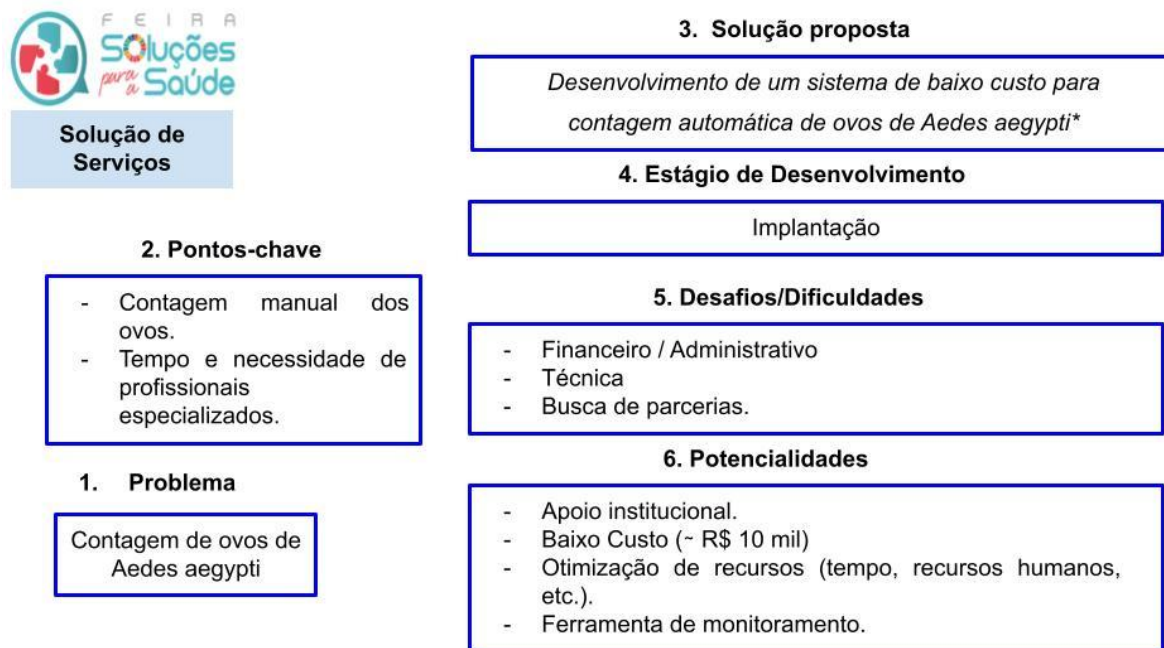 FEIRA
Soluções
para
a Saúde
Solução de
Serviços
2. Pontos-chave
- Contagem manual dos
ovos.
- Tempo e necessidade de
profissionais
especializados.
1. Problema
Contagem de ovos de
Aedes aegypti
3. Solução proposta
Desenvolvimento de um sistema de baixo custo para
contagem automática de ovos de Aedes aegypti*
4. Estágio de Desenvolvimento
Implantação
5. Desafios/Dificuldades
- Financeiro / Administrativo
- Técnica
- Busca de parcerias.
6. Potencialidades
- Apoio institucional.
- Baixo Custo (~ R$ 10 mil)
- Otimização de recursos (tempo, recursos humanos,
etc.).
- Ferramenta de monitoramento.